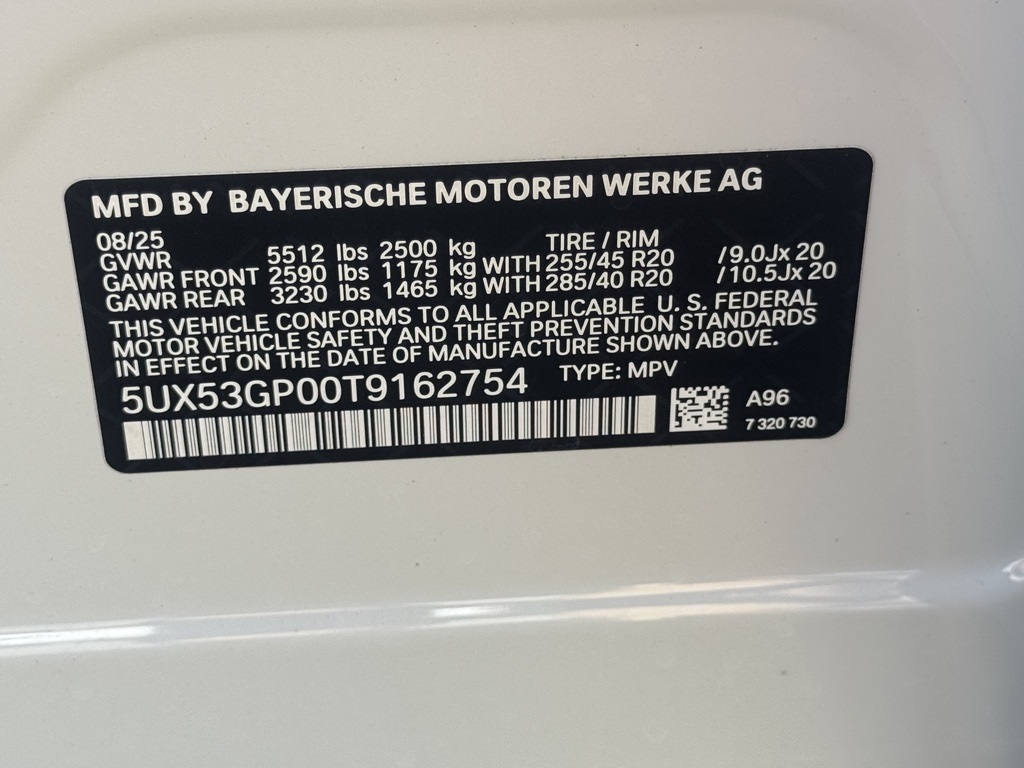 MFD BY BAYERISCHE MOTOREN WERKE AG
08/25 TIRE / RIM
GVWR 5512 lbs 2500 kg
GAWR FRONT 2590 lbs 1175 kg WITH 255/45 R20 /9.0Jx 20
GAWR REAR 3230 lbs 1465 kg WITH 285/40 R20 /10.5Jx 20
THIS VEHICLE CONFORMS TO ALL APPLICABLE U. S. FEDERAL
MOTOR VEHICLE SAFETY AND THEFT PREVENTION STANDARDS
IN EFFECT ON THE DATE OF MANUFACTURE SHOWN ABOVE.
5UX53GP00T9162754 TYPE: MPV
A96
7 320 730